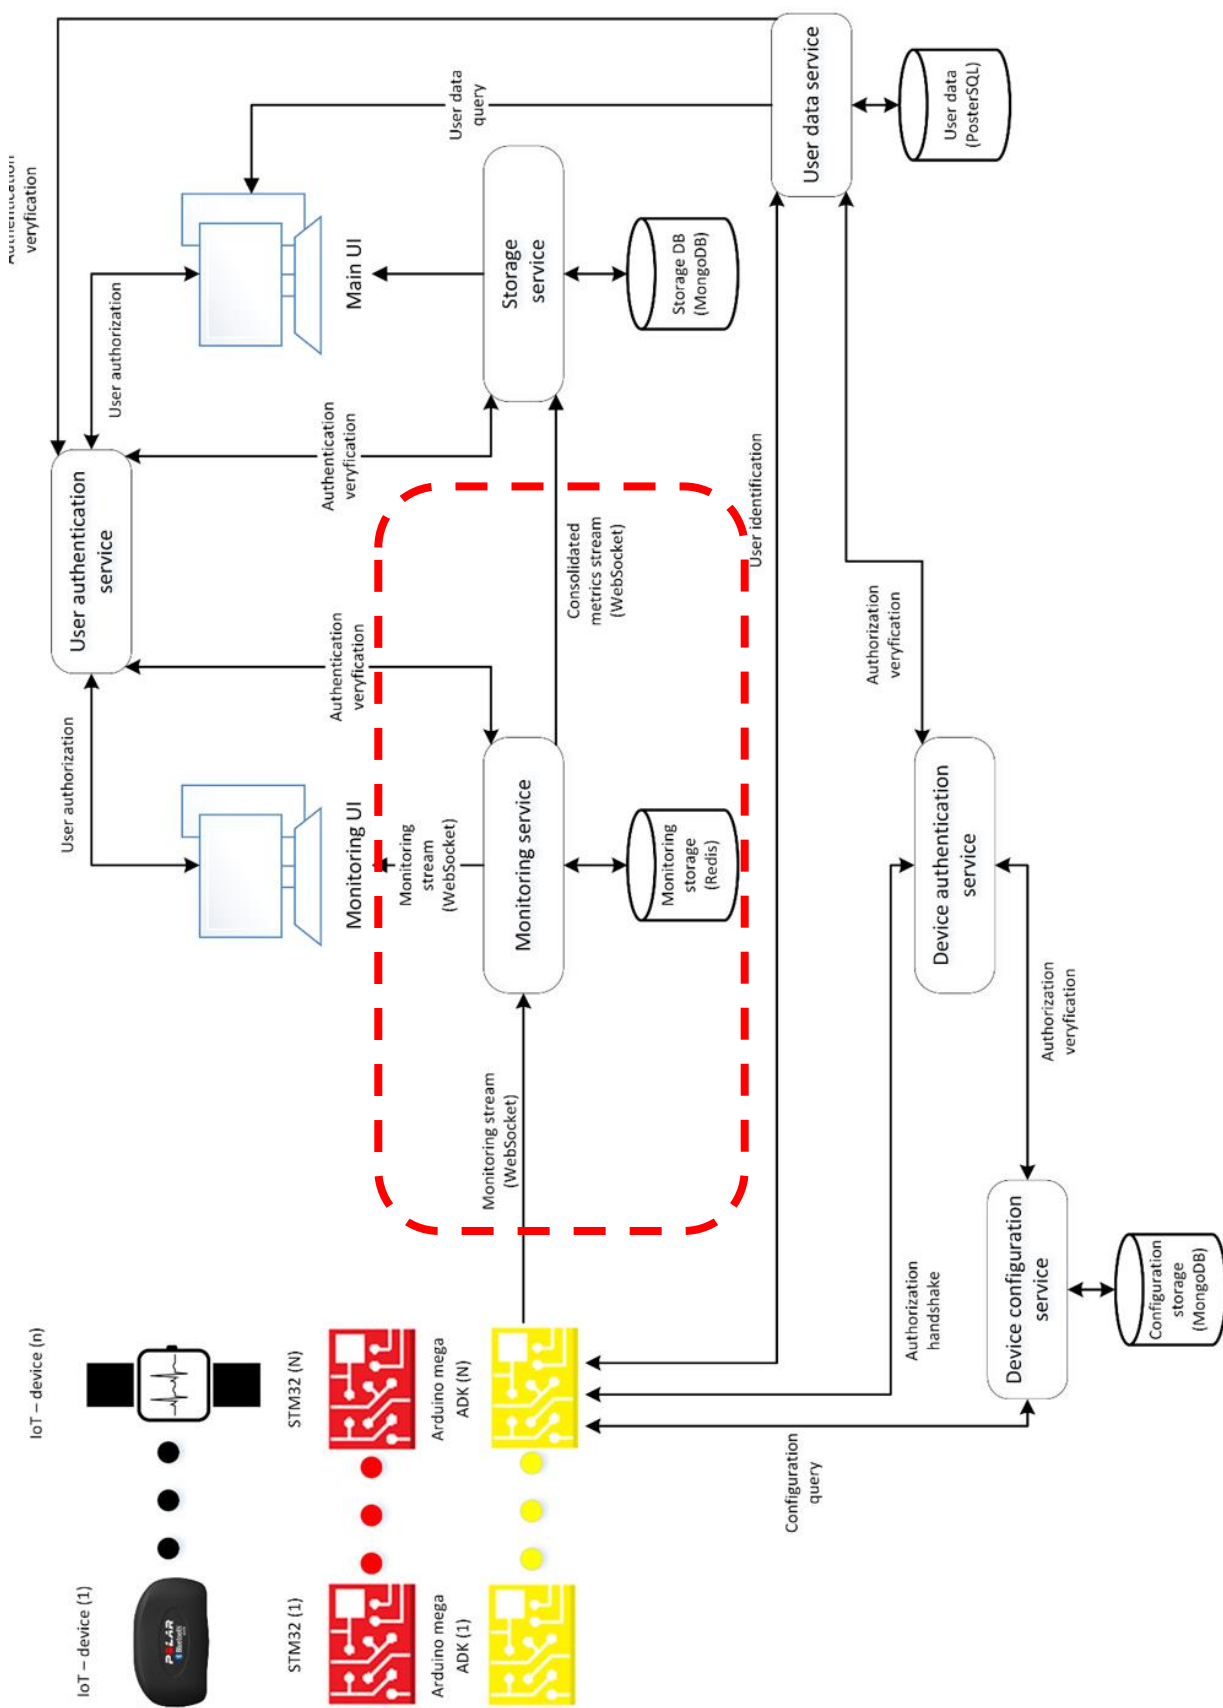 IoT – device (1)
POLAR
Bluetooth
IoT – device (n)
STM32 (1)
STM32 (N)
Arduino mega
ADK (1)
Arduino mega
ADK (N)
User authorization
User authentication
service
User authorization
Authentication
veryfication
Monitoring UI
Main UI
Authentication
veryfication
Authentication
veryfication
User data
query
Monitoring
stream
(WebSocket)
Monitoring stream
(WebSocket)
Monitoring service
Consolidated
metrics stream
(WebSocket)
Storage
service
Monitoring
storage
(Redis)
Storage DB
(MongoDB)
User identification
User data service
User data
(PosterSQL)
Configuration
query
Authorization
handshake
Device authentication
service
Authorization
veryfication
Authorization
veryfication
Device configuration
service
Configuration
storage
(MongoDB)